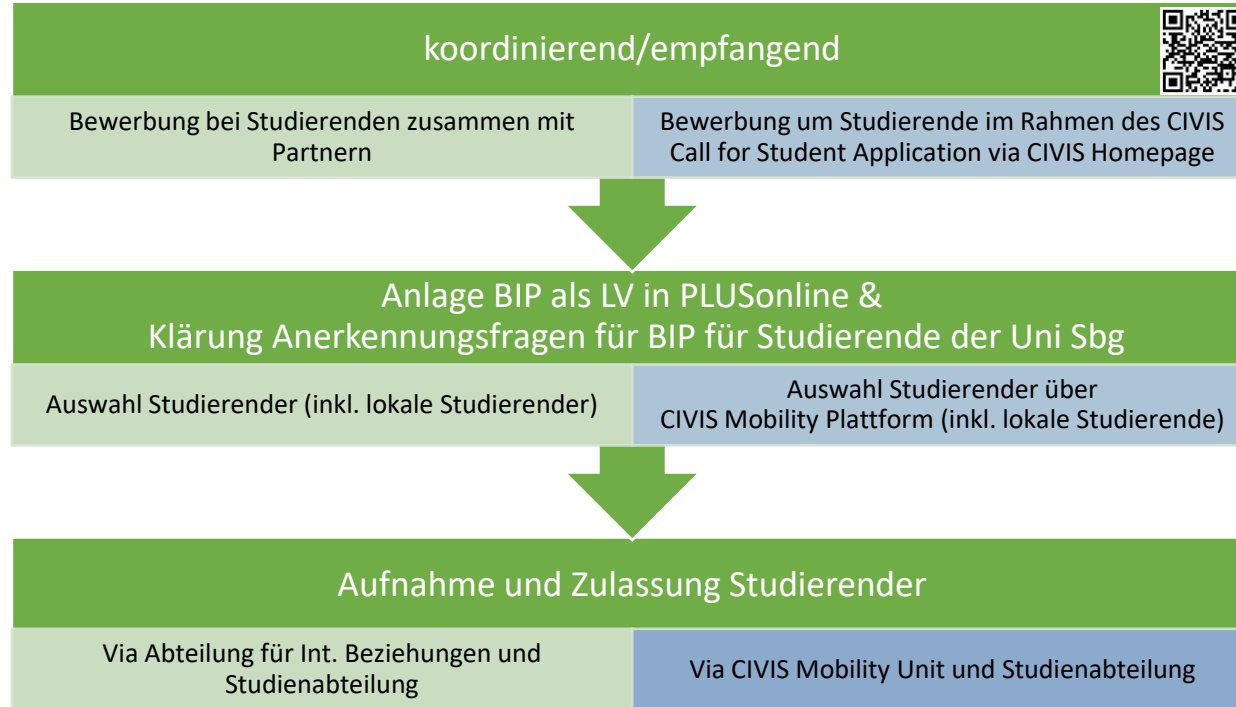 koordinierend/empfangend
Bewerbung bei Studierenden zusammen mit
Partnern
Bewerbung um Studierende im Rahmen des CIVIS
Call for Student Application via CIVIS Homepage
Anlage BIP als LV in PLUSonline &
Klärung Anerkennungsfragen für BIP für Studierende der Uni Sbg
Auswahl Studierender (inkl. lokale Studierender)
Auswahl Studierender über
CIVIS Mobility Plattform (inkl. lokale Studierende)
Aufnahme und Zulassung Studierender
Via Abteilung für Int. Beziehungen und
Studienabteilung
Via CIVIS Mobility Unit und Studienabteilung